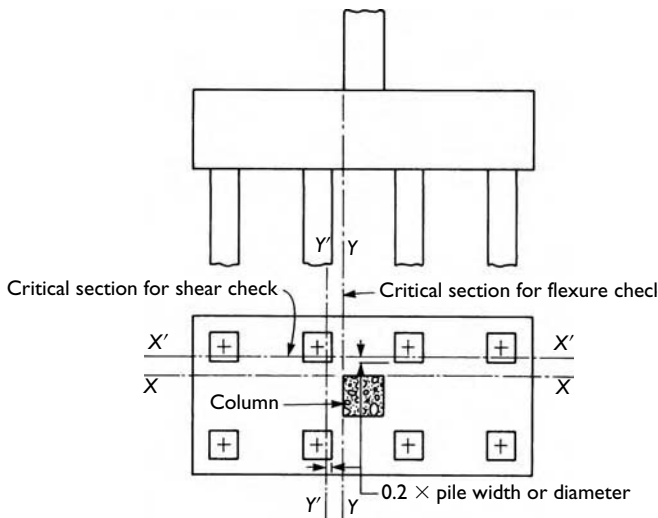 Y' Y
Critical section for shear check
Critical section for flexure checl
X' X'
X X
Column
0.2 × pile width or diameter
Y' Y